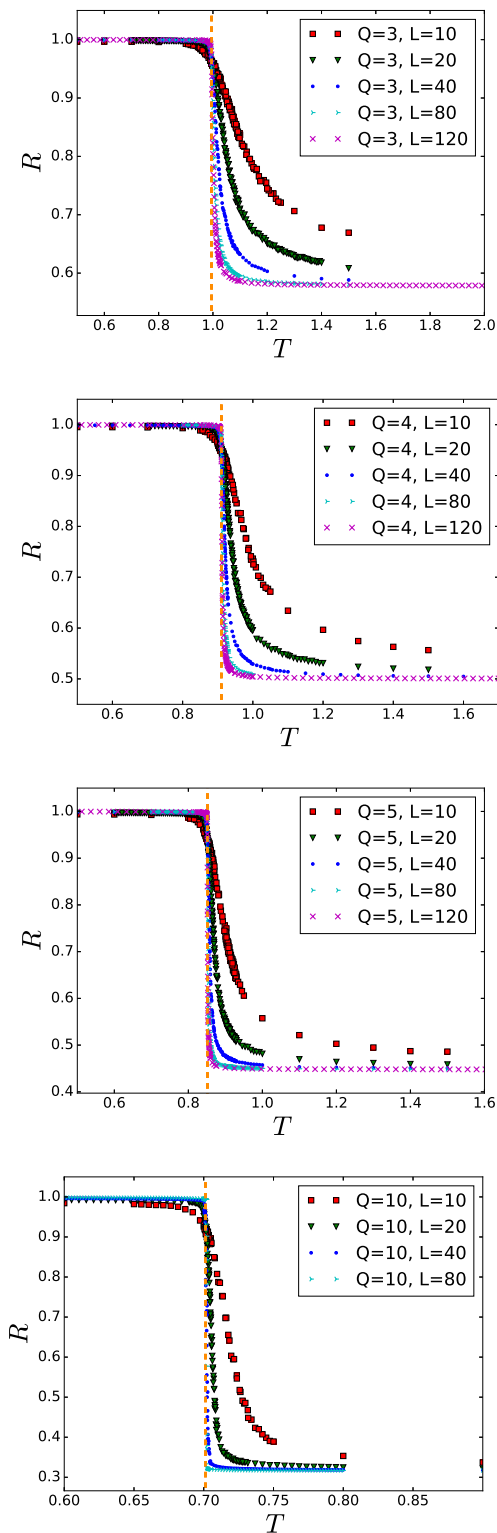 1.0
0.9
0.8
0.7
0.6
R
Q=3, L=10
Q=3, L=20
Q=3, L=40
Q=3, L=80
Q=3, L=120
0.6 0.8 1.0 1.2 1.4 1.6 1.8 2.0
T
1.0
0.9
0.8
0.7
0.6
0.5
R
Q=4, L=10
Q=4, L=20
Q=4, L=40
Q=4, L=80
Q=4, L=120
0.6 0.8 1.0 1.2 1.4 1.6
T
1.0
0.9
0.8
0.7
0.6
0.5
0.4
R
Q=5, L=10
Q=5, L=20
Q=5, L=40
Q=5, L=80
Q=5, L=120
0.6 0.8 1.0 1.2 1.4 1.6
T
1.0
0.9
0.8
0.7
0.6
0.5
0.4
0.3
R
Q=10, L=10
Q=10, L=20
Q=10, L=40
Q=10, L=80
0.60 0.65 0.70 0.75 0.80 0.85
T